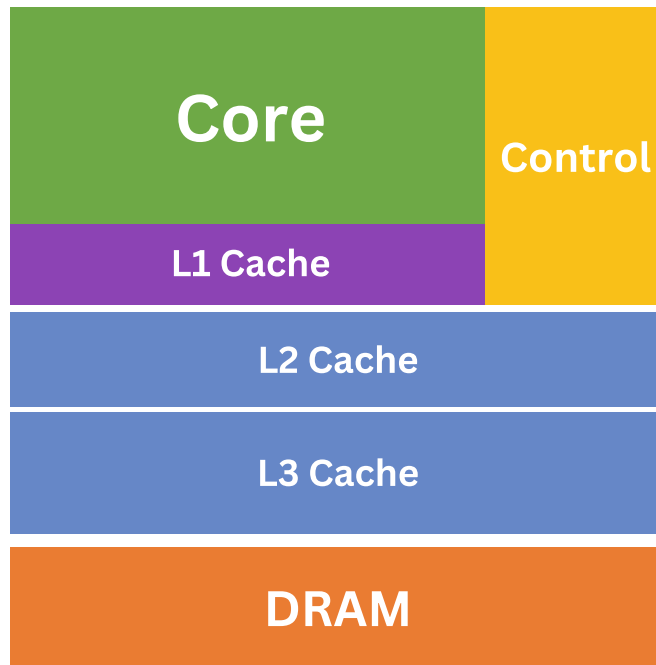 Core
Control
L1 Cache
L2 Cache
L3 Cache
DRAM